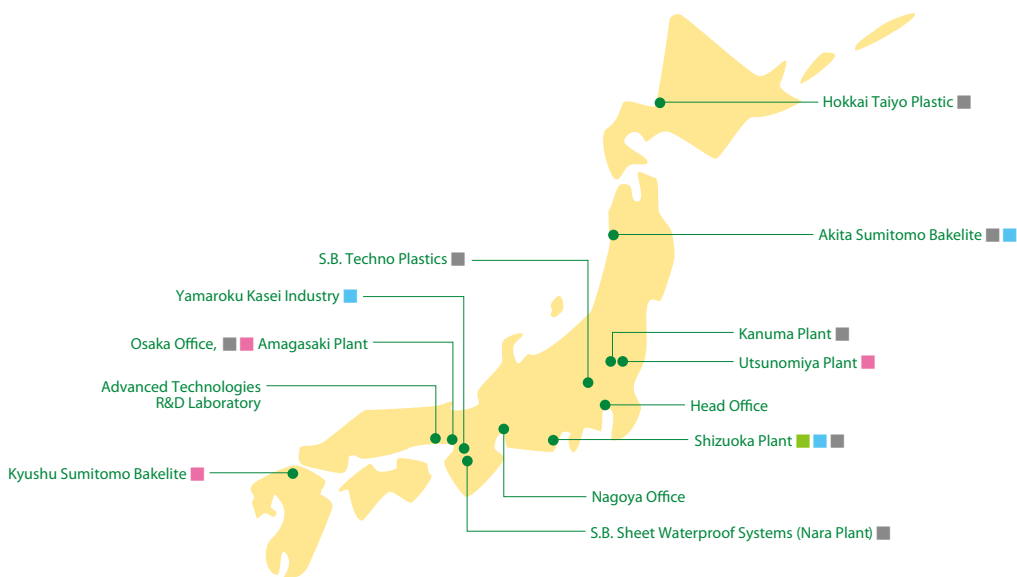 Hokkai Taiyo Plastic
Akita Sumitomo Bakelite
S.B. Techno Plastics
Yamaroku Kasei Industry
Kanuma Plant
Osaka Office, Amagasaki Plant
Utsunomiya Plant
Advanced Technologies
R&D Laboratory
Head Office
Shizuoka Plant
Kyushu Sumitomo Bakelite
Nagoya Office
S.B. Sheet Waterproof Systems (Nara Plant)